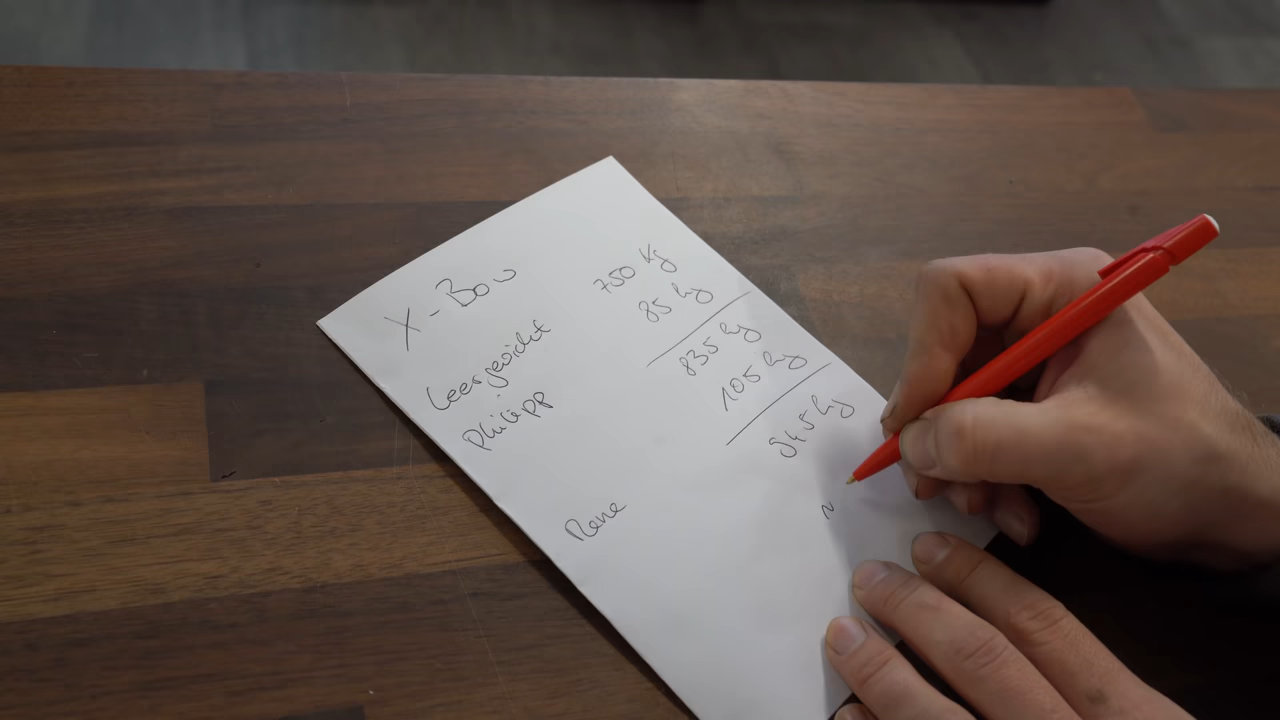 X-Bow
Leergewicht 750 kg
Philipp 85 kg
835 kg
105 kg
945 kg
Rene